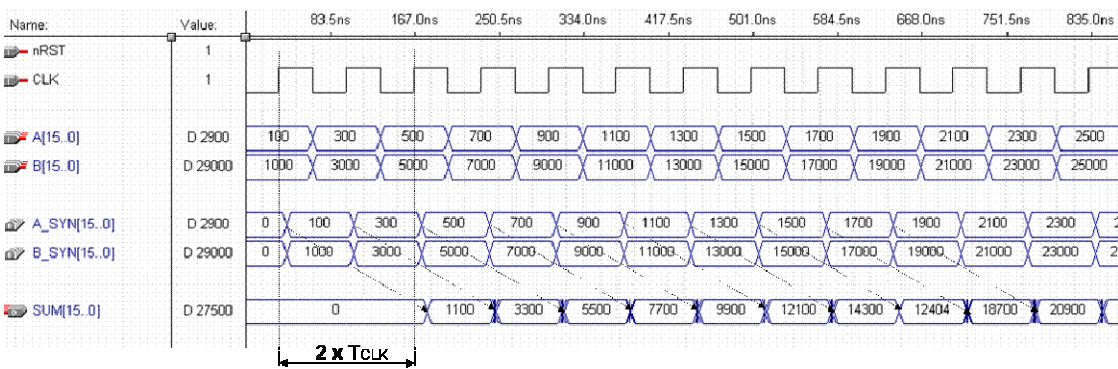 Name: Value: 83.5ns 167.0ns 250.5ns 334.0ns 417.5ns 501.0ns 584.5ns 668.0ns 751.5ns 835.0ns
nRST 1
CLK 1
A[15..0] D 2900 100 300 500 700 900 1100 1300 1500 1700 1900 2100 2300 2500
B[15..0] D 29000 1000 3000 5000 7000 9000 11000 13000 15000 17000 19000 21000 23000 25000
A_SYN[15..0] D 2900 0 100 300 500 700 900 1100 1300 1500 1700 1900 2100 2300 2
B_SYN[15..0] D 29000 0 1000 3000 5000 7000 9000 11000 13000 15000 17000 19000 21000 23000 2
SUM[15..0] D 27500 0 1100 3300 5500 7700 9900 12100 14300 12404 18700 20900
2 x TCLK